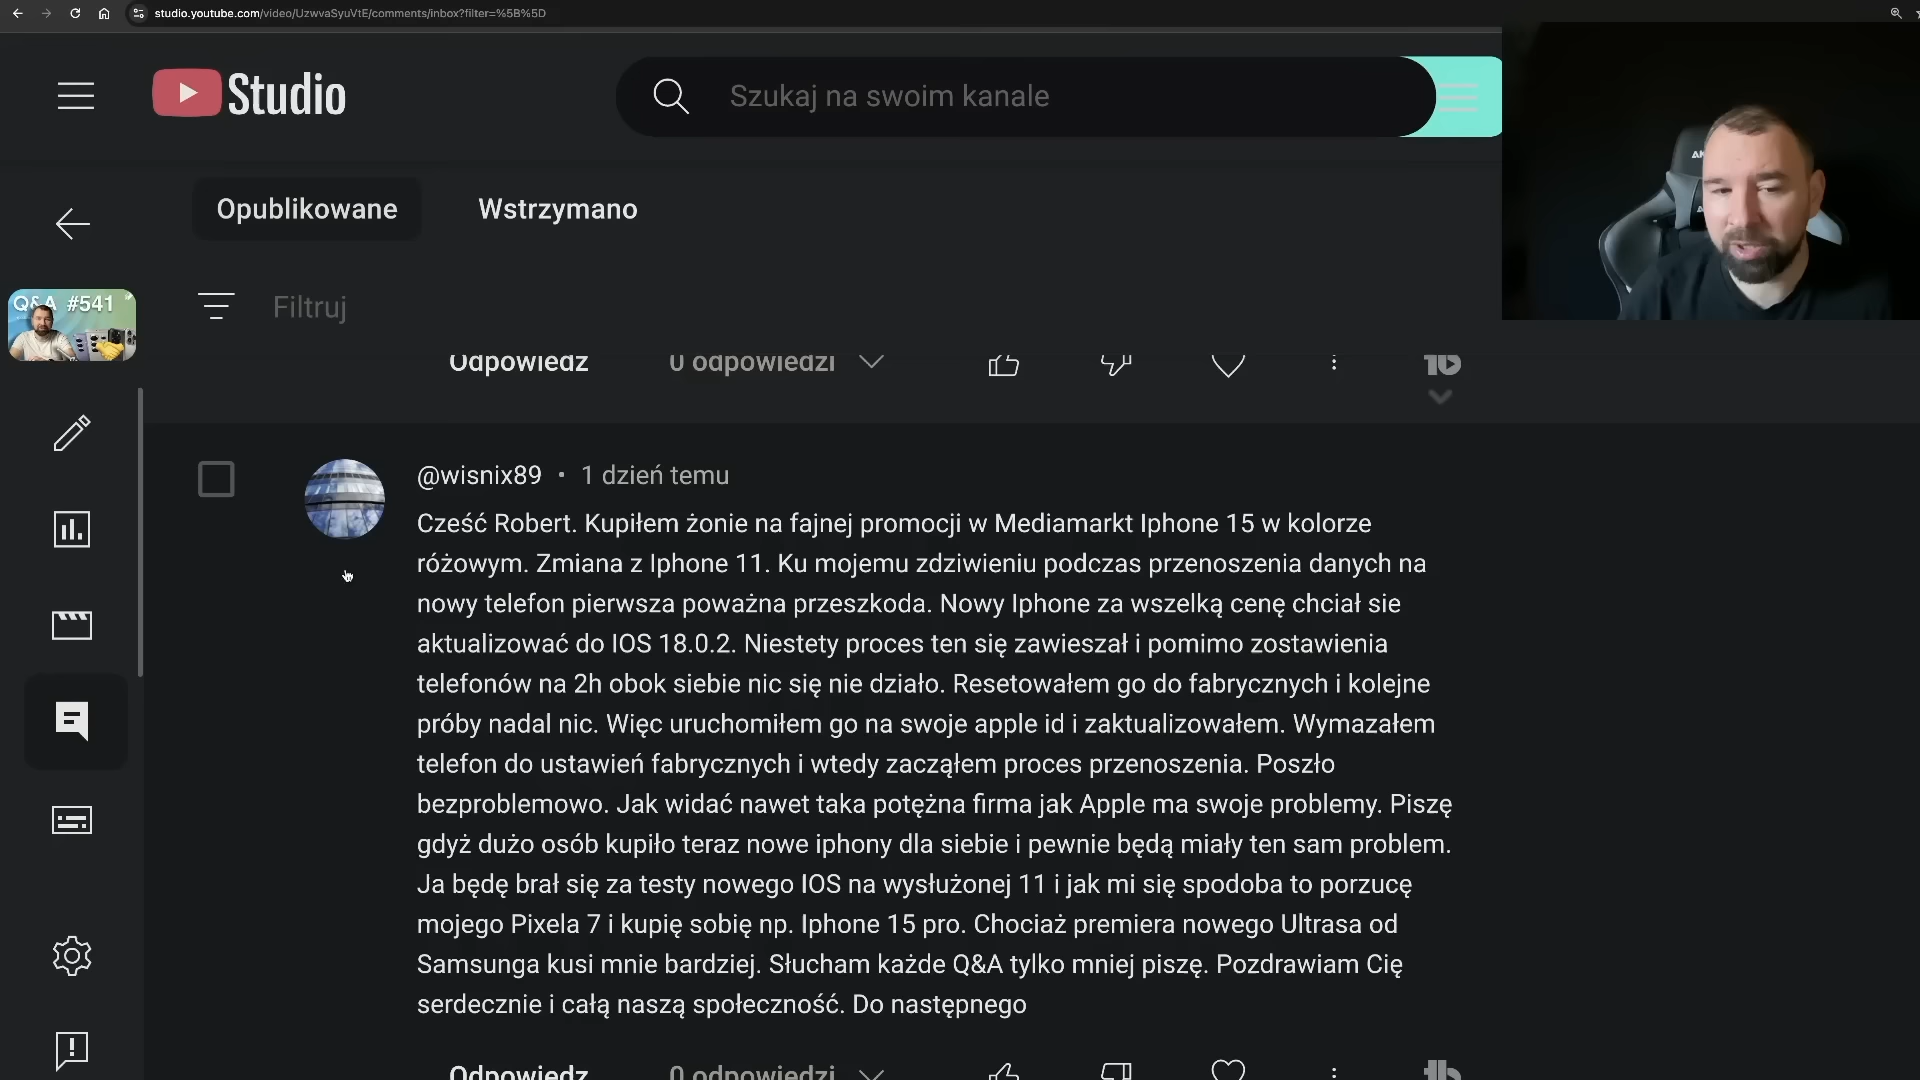 studio.youtube.com/video/UzwvaSyuVtE/comments/inbox?filter=%5B%5D
Studio
Szukaj na swoim kanale
Opublikowane
Wstrzymano
Q&A #541
Filtruj
Odpowiedz
0 odpowiedzi
@wisnix89 • 1 dzień temu
Cześć Robert. Kupiłem żonie na fajnej promocji w Mediamarkt Iphone 15 w kolorze
różowym. Zmiana z Iphone 11. Ku mojemu zdziwieniu podczas przenoszenia danych na
nowy telefon pierwsza poważna przeszkoda. Nowy Iphone za wszelką cenę chciał sie
aktualizować do IOS 18.0.2. Niestety proces ten się zawieszał i pomimo zostawienia
telefonów na 2h obok siebie nic się nie działo. Resetowałem go do fabrycznych i kolejne
próby nadal nic. Więc uruchomiłem go na swoje apple id i zaktualizowałem. Wymazałem
telefon do ustawień fabrycznych i wtedy zacząłem proces przenoszenia. Poszło
bezproblemowo. Jak widać nawet taka potężna firma jak Apple ma swoje problemy. Piszę
gdyż dużo osób kupiło teraz nowe iphony dla siebie i pewnie będą miały ten sam problem.
Ja będę brał się za testy nowego IOS na wysłużonej 11 i jak mi się spodoba to porzucę
mojego Pixela 7 i kupię sobię np. Iphone 15 pro. Chociaż premiera nowego Ultrasa od
Samsunga kusi mnie bardziej. Słucham każde Q&A tylko mniej piszę. Pozdrawiam Cię
serdecznie i całą naszą społeczność. Do następnego
Odpowiedz
0 odpowiedzi